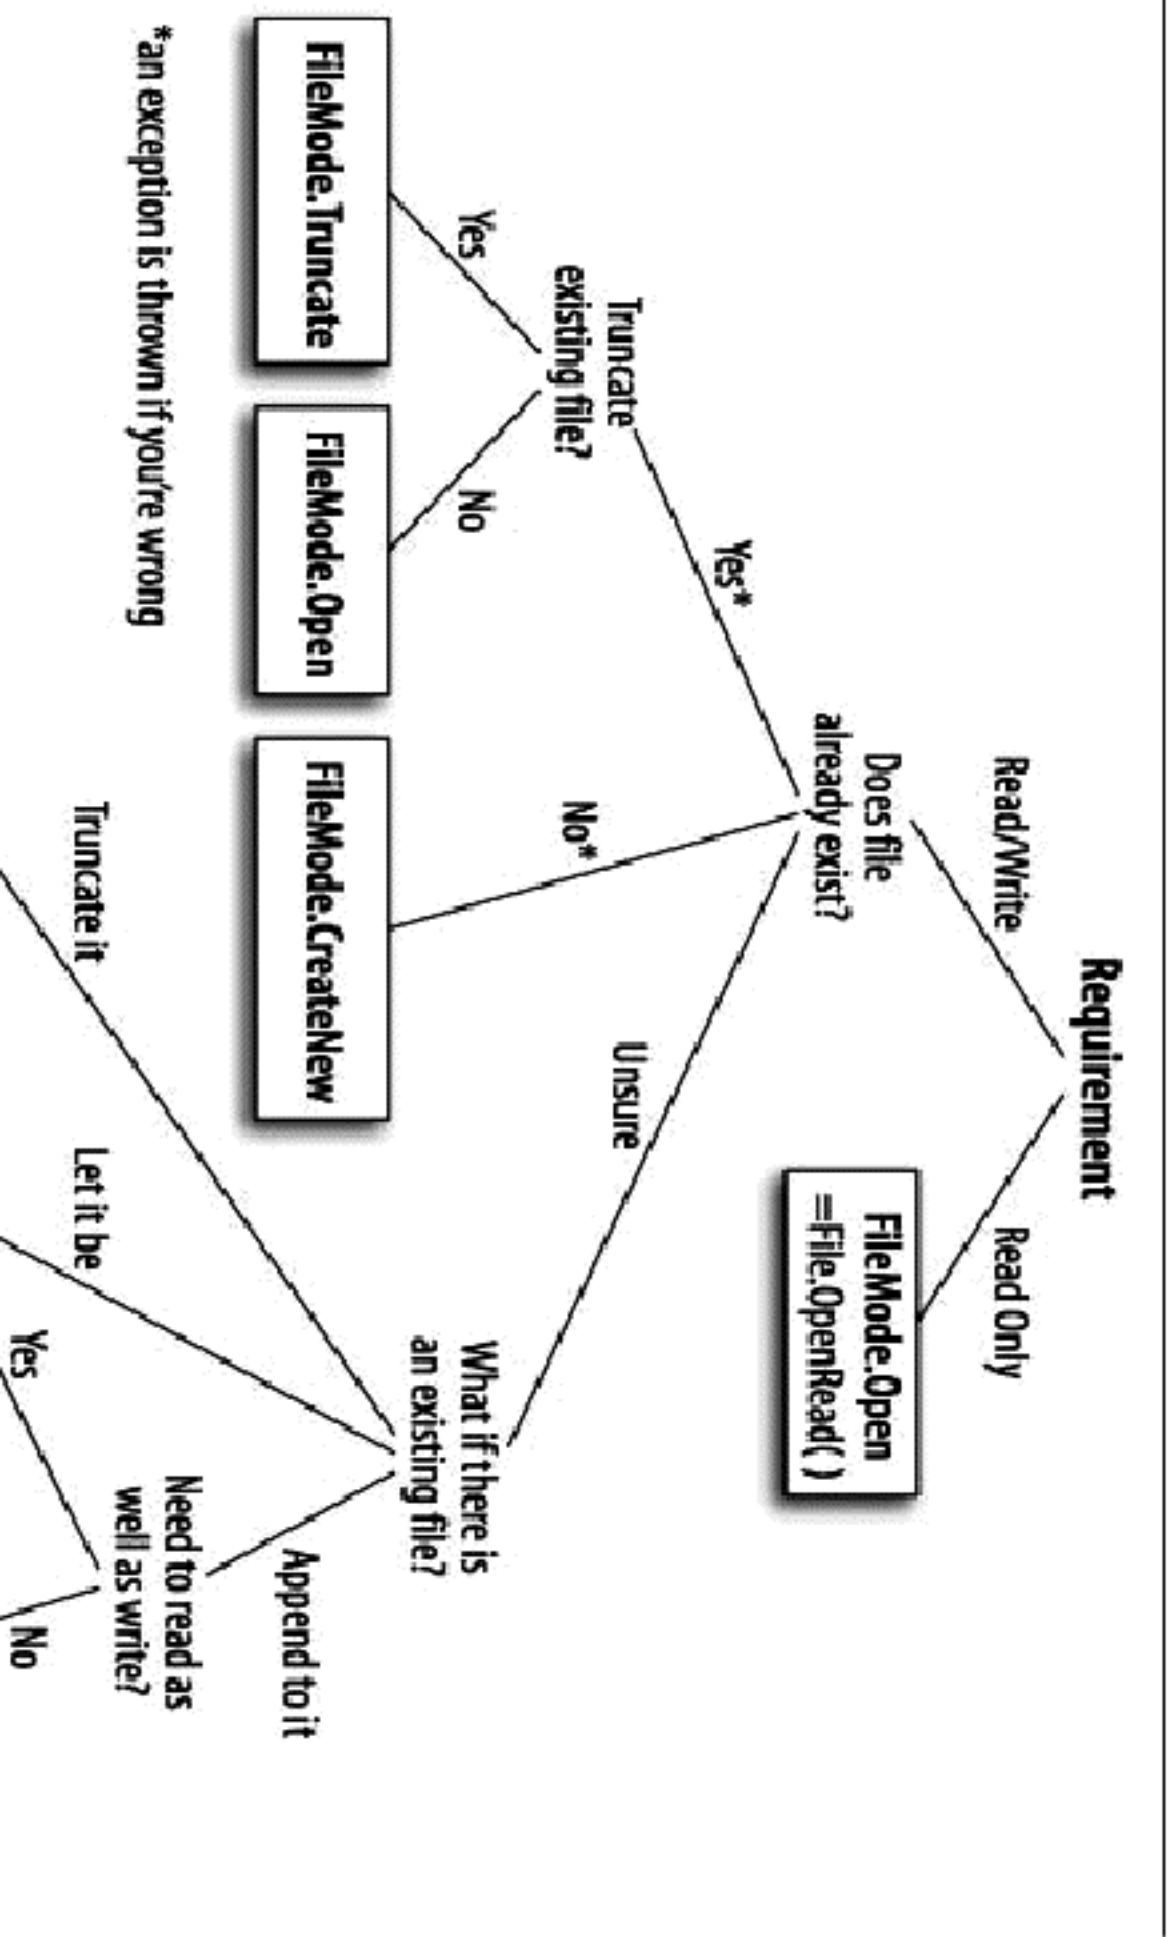 Requirement
Read/Write
Read Only
Does file
already exist?
FileMode.Open
=File.OpenRead( )
Yes*
No*
Unsure
Truncate
existing file?
Yes
No
What if there is
an existing file?
FileMode.Truncate
FileMode.Open
FileMode.CreateNew
Append to it
*an exception is thrown if you're wrong
Need to read as
well as write?
Truncate it
Let it be
Yes
No